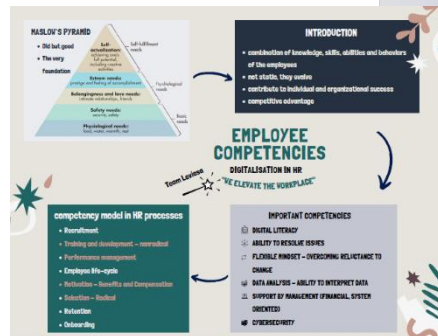 MASLOW'S PYRAMID
• Old but good
• The very
foundation
Self-
actualization:
achieving one's
full potential,
including creative
activities
Esteem needs:
prestige and feeling of accomplishment
Belongingness and love needs:
intimate relationships, friends
Safety needs:
security, safety
Physiological needs:
food, water, warmth, rest
Self-fulfillment
needs
Psychological
needs
Basic
needs
INTRODUCTION
• combination of knowledge, skills, abilities and behaviors
of the employees
• not static, they evolve
• contribute to individual and organizational success
• competitive advantage
EMPLOYEE
COMPETENCIES
DIGITALISATION IN HR
Team Levissa
"WE ELEVATE THE WORKPLACE"
competency model in HR processes
• Recruitment
• Training and development - nonradical
• Performance management
• Employee life-cycle
• Motivation - Benefits and Compensation
• Selection - Radical
• Retention
• Onboarding
IMPORTANT COMPETENCIES
DIGITAL LITERACY
ABILITY TO RESOLVE ISSUES
FLEXIBLE MINDSET - OVERCOMING RELUCTANCE TO
CHANGE
DATA ANALYSIS - ABILITY TO INTERPRET DATA
SUPPORT BY MANAGEMENT (FINANCIAL, SYSTEM
ORIENTED)
CYBERSECURITY